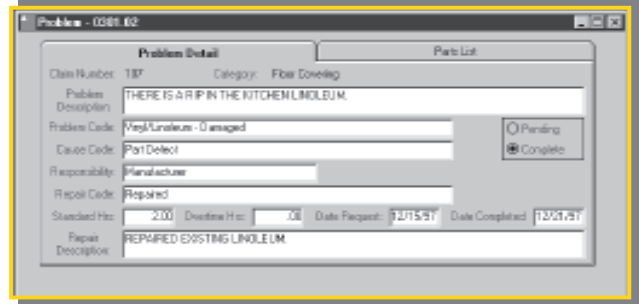 Problem - 0381.02
Problem Detail Parts List
Claim Number: 107 Category: Floor Covering
Problem Description: THERE IS A RIP IN THE KITCHEN LINOLEUM.
Problem Code: Vinyl/Linoleum - Damaged
Pending
Cause Code: Part Defect
Complete
Responsibility: Manufacturer
Repair Code: Repaired
Standard Hrs: 2.00 Overtime Hrs: .00 Date Request: 12/15/97 Date Completed: 12/21/97
Repair Description: REPAIRED EXISTING LINOLEUM.